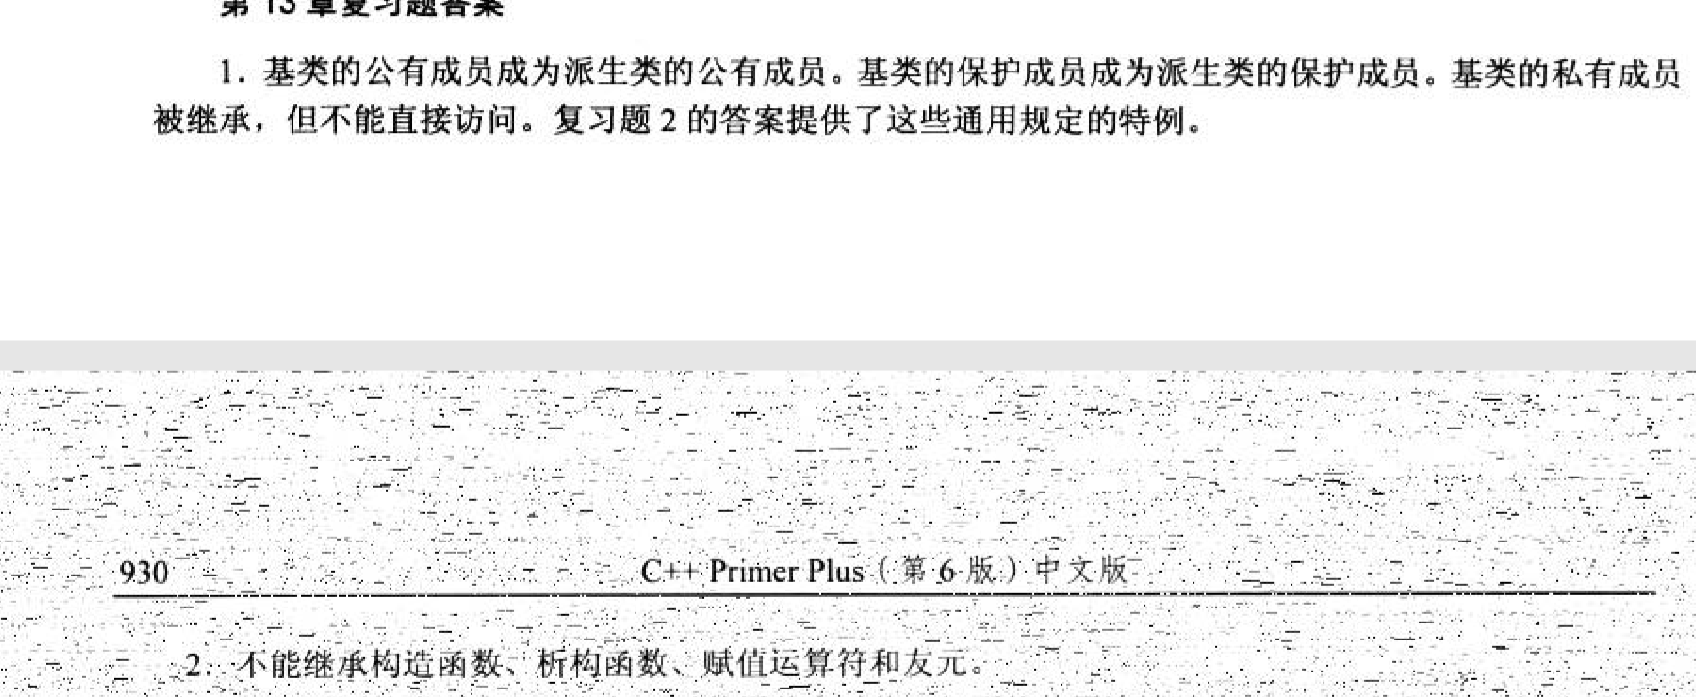 第 13 章复习题答案
1. 基类的公有成员成为派生类的公有成员。基类的保护成员成为派生类的保护成员。基类的私有成员
被继承，但不能直接访问。复习题 2 的答案提供了这些通用规定的特例。
930 C++ Primer Plus（第 6 版）中文版
2. 不能继承构造函数、析构函数、赋值运算符和友元。